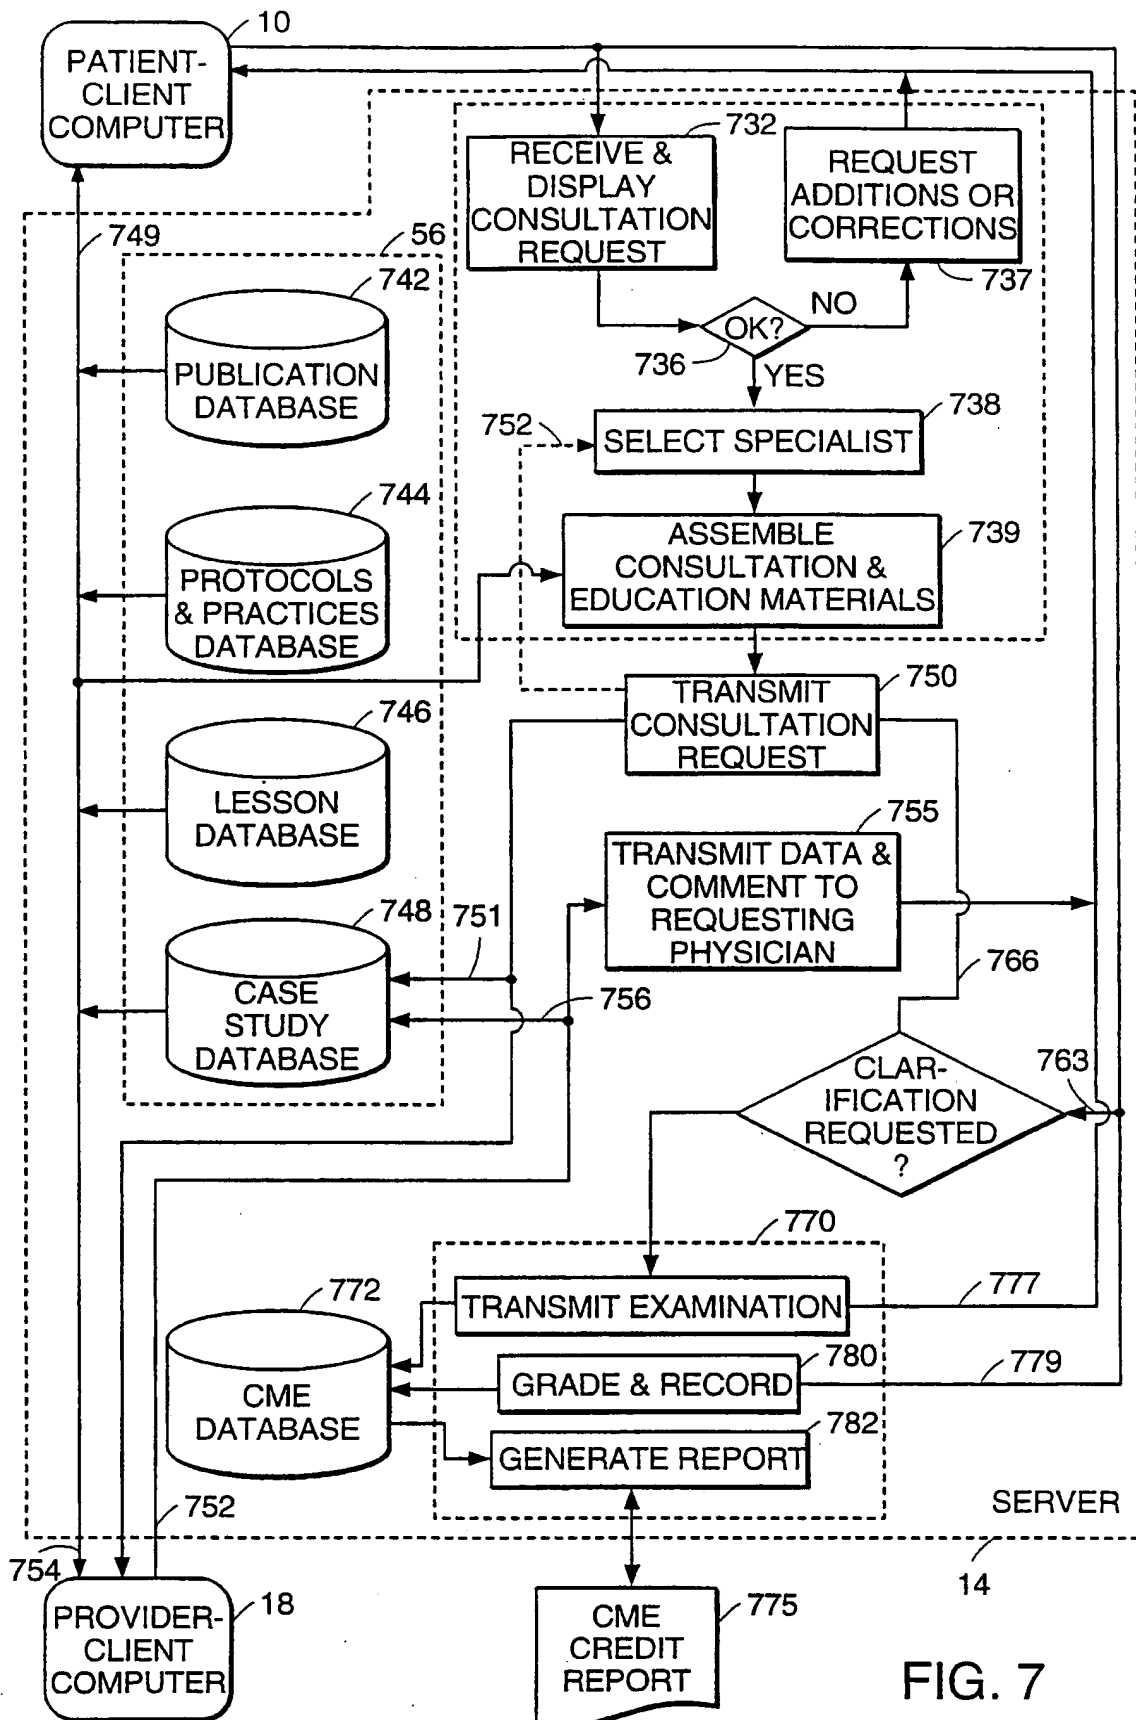 10
PATIENT-
CLIENT
COMPUTER
732
RECEIVE &
DISPLAY
CONSULTATION
REQUEST
REQUEST
ADDITIONS OR
CORRECTIONS
737
749
56
742
PUBLICATION
DATABASE
OK?
NO
736
YES
738
752
SELECT SPECIALIST
744
PROTOCOLS
& PRACTICES
DATABASE
739
ASSEMBLE
CONSULTATION &
EDUCATION MATERIALS
750
TRANSMIT
CONSULTATION
REQUEST
746
LESSON
DATABASE
755
TRANSMIT DATA &
COMMENT TO
REQUESTING
PHYSICIAN
748
751
CASE
STUDY
DATABASE
756
766
763
CLAR-
IFICATION
REQUESTED
?
770
772
TRANSMIT EXAMINATION
777
CME
DATABASE
780
GRADE & RECORD
779
782
GENERATE REPORT
752
SERVER
754
14
18
PROVIDER-
CLIENT
COMPUTER
775
CME
CREDIT
REPORT
FIG. 7